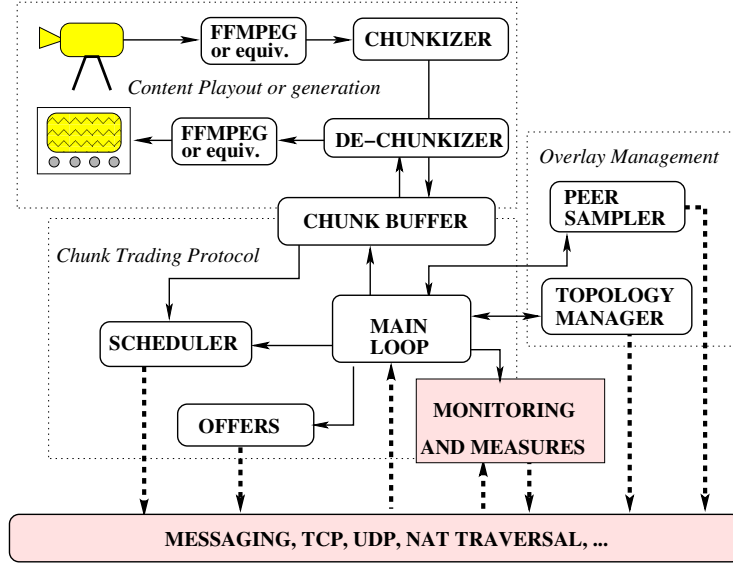 FFMPEG
or equiv.
CHUNKIZER
Content Playout or generation
FFMPEG
or equiv.
DE−CHUNKIZER
Overlay Management
PEER
SAMPLER
CHUNK BUFFER
Chunk Trading Protocol
TOPOLOGY
MANAGER
MAIN
LOOP
SCHEDULER
OFFERS
MONITORING
AND MEASURES
MESSAGING, TCP, UDP, NAT TRAVERSAL, ...